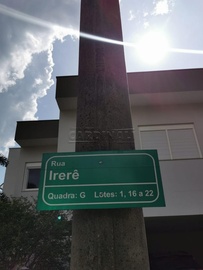 Rua
Irerê
Quadra: G Lotes: 1, 16 a 22